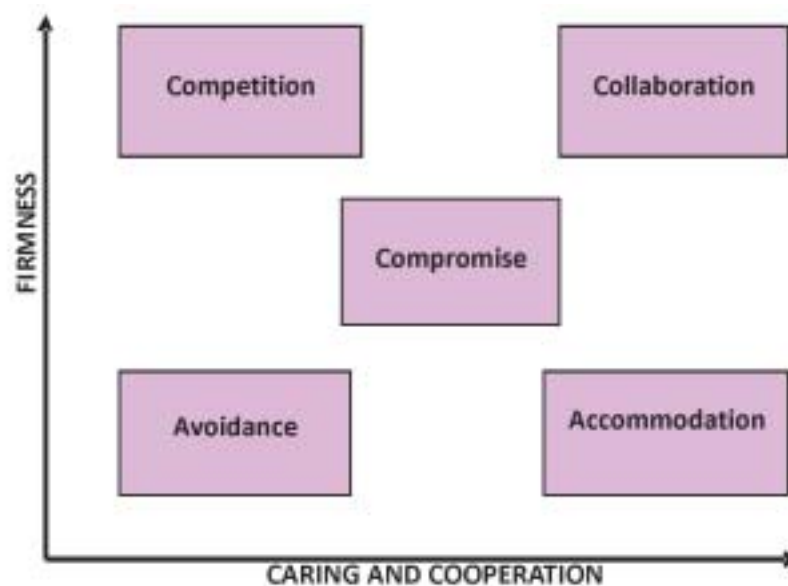 Competition
Collaboration
FIRMNESS
Compromise
Avoidance
Accommodation
CARING AND COOPERATION